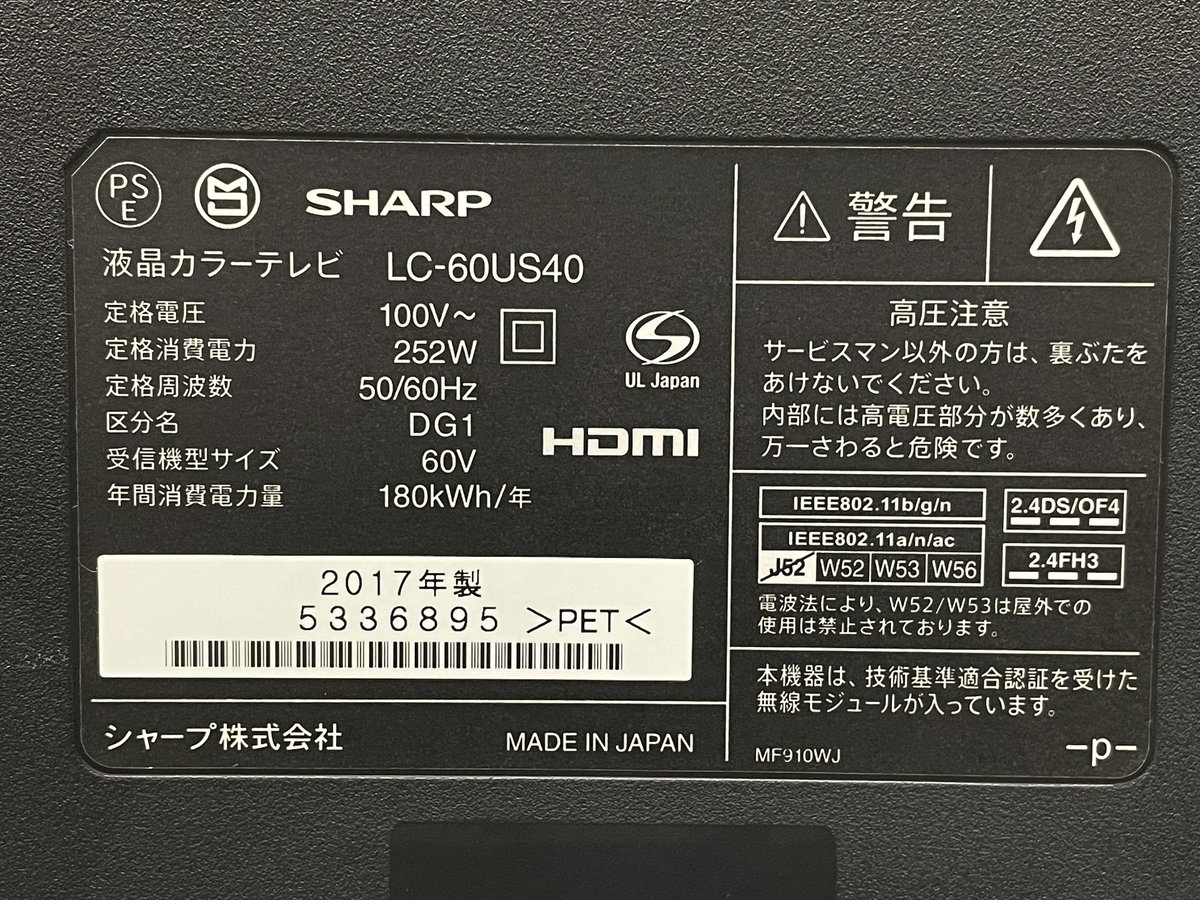 PS
E
SHARP
液晶カラーテレビ LC-60US40
定格電圧 100V～
定格消費電力 252W
定格周波数 50/60Hz
区分名 DG1
受信機型サイズ 60V
年間消費電力量 180kWh/年
UL Japan
HDMI
2017年製
5336895 >PET<
シャープ株式会社 MADE IN JAPAN
警告
高圧注意
サービスマン以外の方は、裏ぶたを
あけないでください。
内部には高電圧部分が数多くあり、
万一さわると危険です。
IEEE802.11b/g/n
IEEE802.11a/n/ac
J52 W52 W53 W56
2.4DS/OF4
2.4FH3
電波法により、W52/W53は屋外での
使用は禁止されております。
本機器は、技術基準適合認証を受けた
無線モジュールが入っています。
MF910WJ -p-